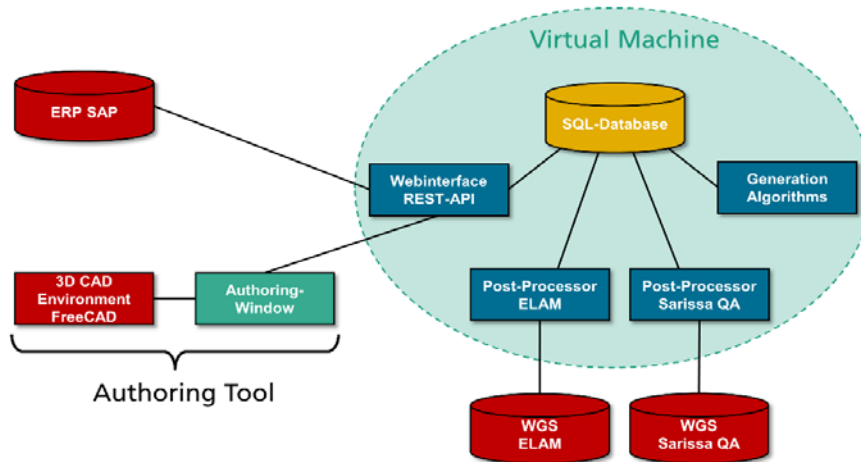 Virtual Machine
ERP SAP
SQL-Database
Webinterface
REST-API
Generation
Algorithms
3D CAD
Environment
FreeCAD
Authoring-
Window
Post-Processor
ELAM
Post-Processor
Sarissa QA
Authoring Tool
WGS
ELAM
WGS
Sarissa QA